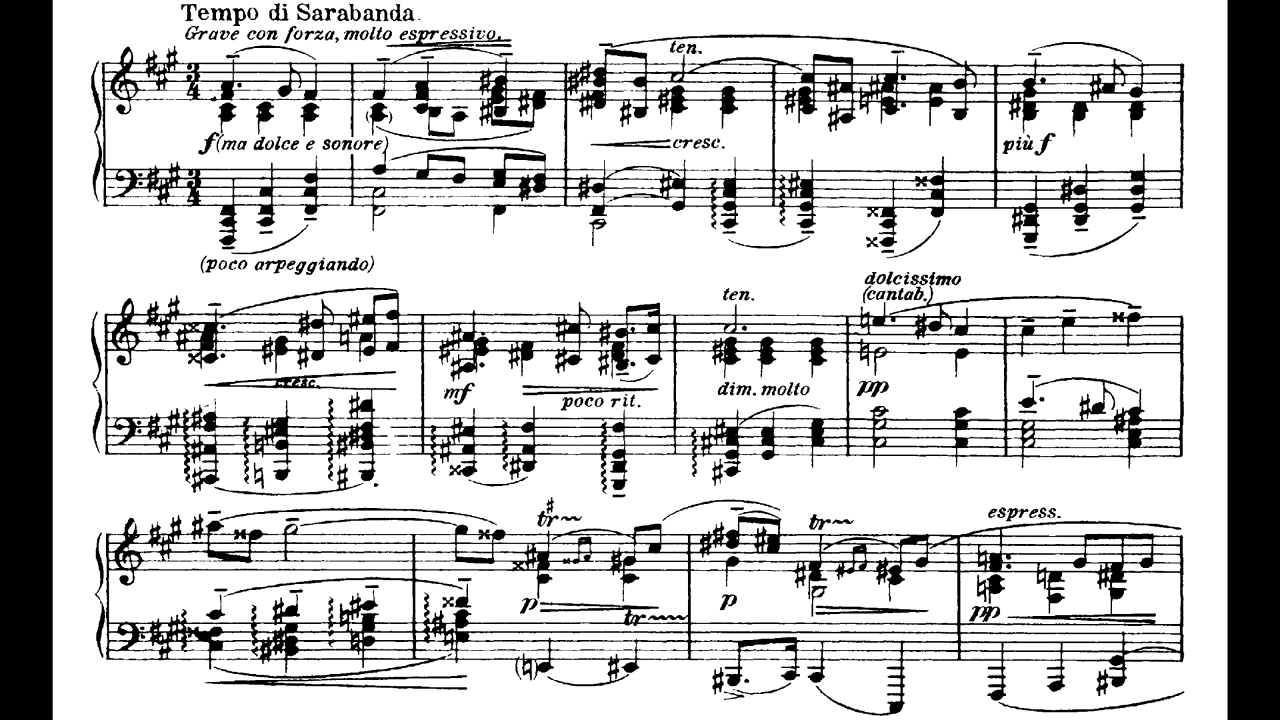 Tempo di Sarabanda.
Grave con forza, molto espressivo.
ten.
f (ma dolce e sonore)
cresc.
più f
(poco arpeggiando)
dolcissimo
ten.
(cantab.)
cresc.
mf
poco rit.
dim. molto
pp
tr
tr
espress.
p
p
pp
tr